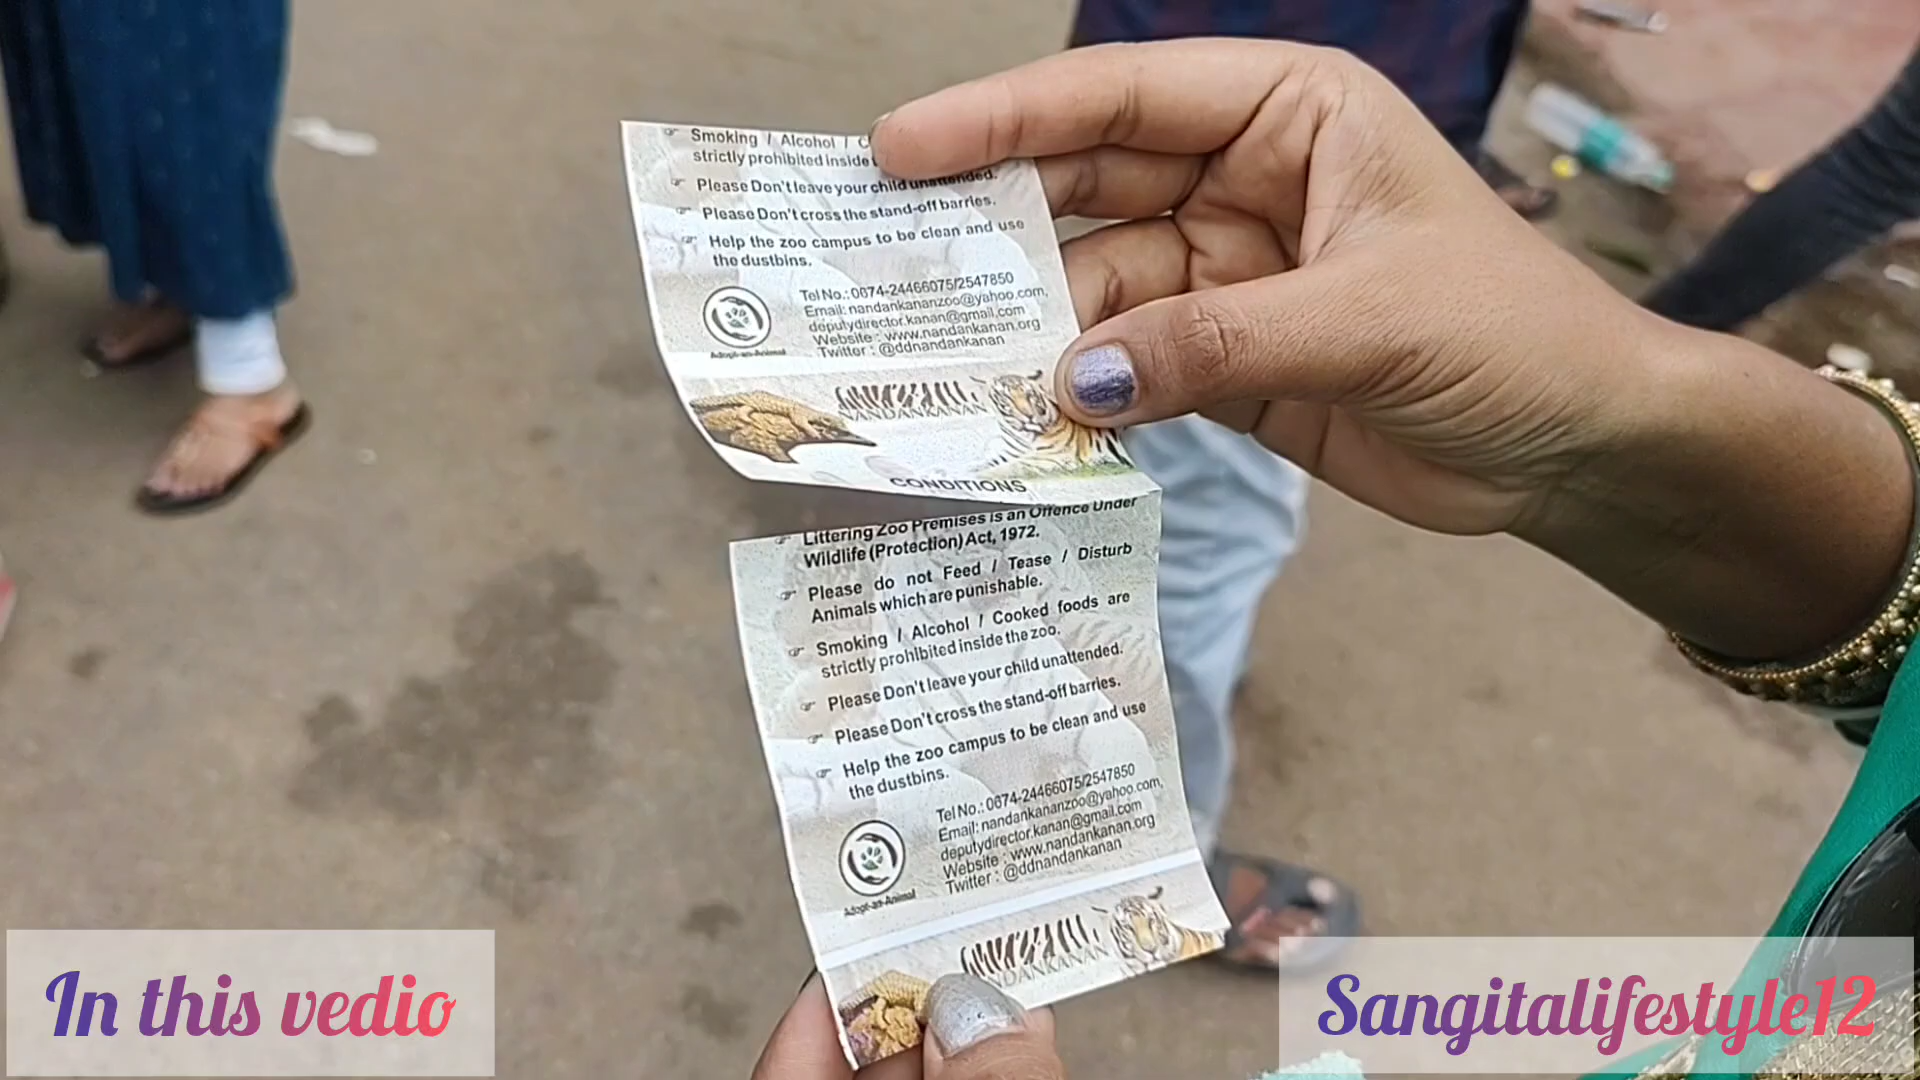 Smoking / Alcohol /
strictly prohibited inside
Please Don't leave your child unattended.
Please Don't cross the stand-off barries.
Help the zoo campus to be clean and use
the dustbins.
Tel No.: 0674-24466075/2547850
Email: nandankananzoo@yahoo.com,
deputydirector.kanan@gmail.com
Website : www.nandankanan.org
Twitter : @ddnandankanan
Adopt-an-Animal
NANDANKANAN
CONDITIONS
Littering Zoo Premises is an Offence Under
Wildlife (Protection) Act, 1972.
Please do not Feed / Tease / Disturb
Animals which are punishable.
Smoking / Alcohol / Cooked foods are
strictly prohibited inside the zoo.
Please Don't leave your child unattended.
Please Don't cross the stand-off barries.
Help the zoo campus to be clean and use
the dustbins.
Tel No.: 0674-24466075/2547850
Email: nandankananzoo@yahoo.com,
deputydirector.kanan@gmail.com
Website : www.nandankanan.org
Twitter : @ddnandankanan
Adopt-an-Animal
NDANKANAN
In this vedio
Sangitalifestyle12